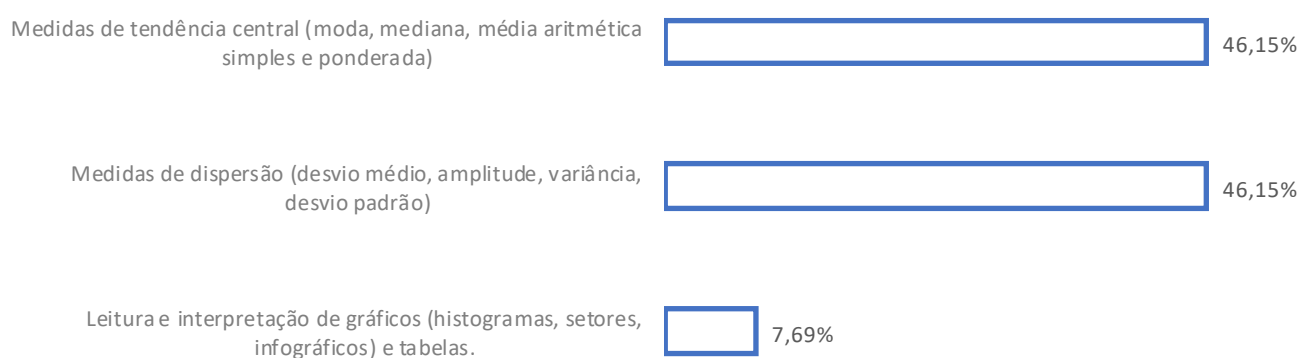 Medidas de tendência central (moda, mediana, média aritmética
simples e ponderada)
46,15%
Medidas de dispersão (desvio médio, amplitude, variância,
desvio padrão)
46,15%
Leitura e interpretação de gráficos (histogramas, setores,
infográficos) e tabelas.
7,69%